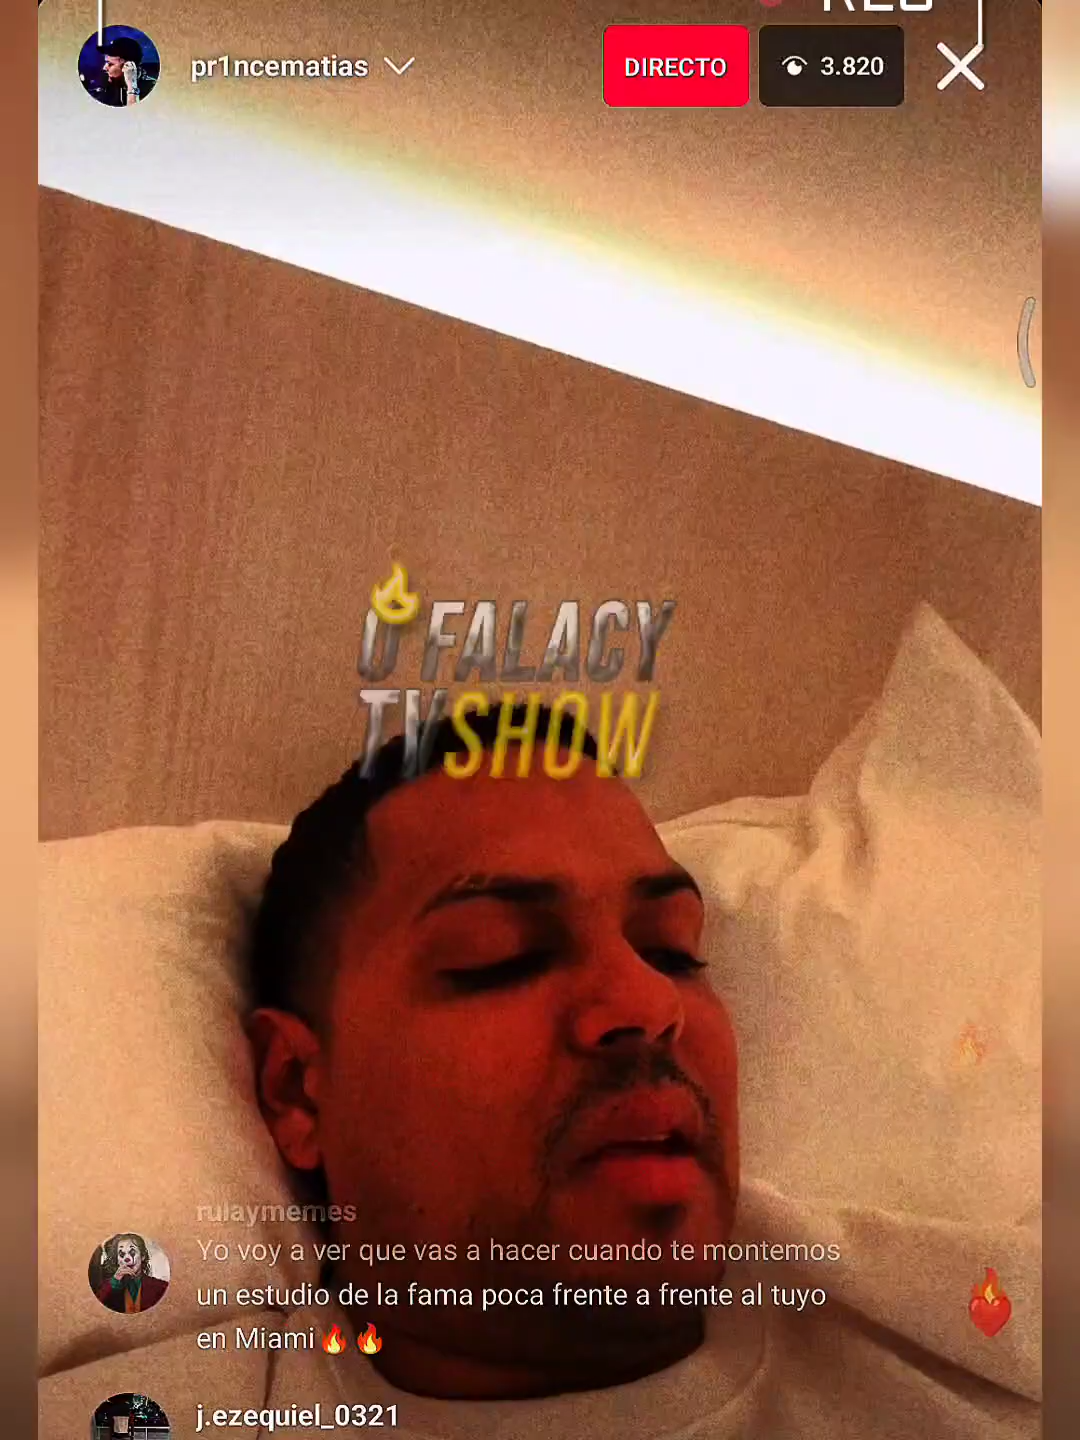 REC
pr1ncematias
DIRECTO
3.820
O FALACY
TV SHOW
rulaymemes
Yo voy a ver que vas a hacer cuando te montemos
un estudio de la fama poca frente a frente al tuyo
en Miami🔥🔥
j.ezequiel_0321